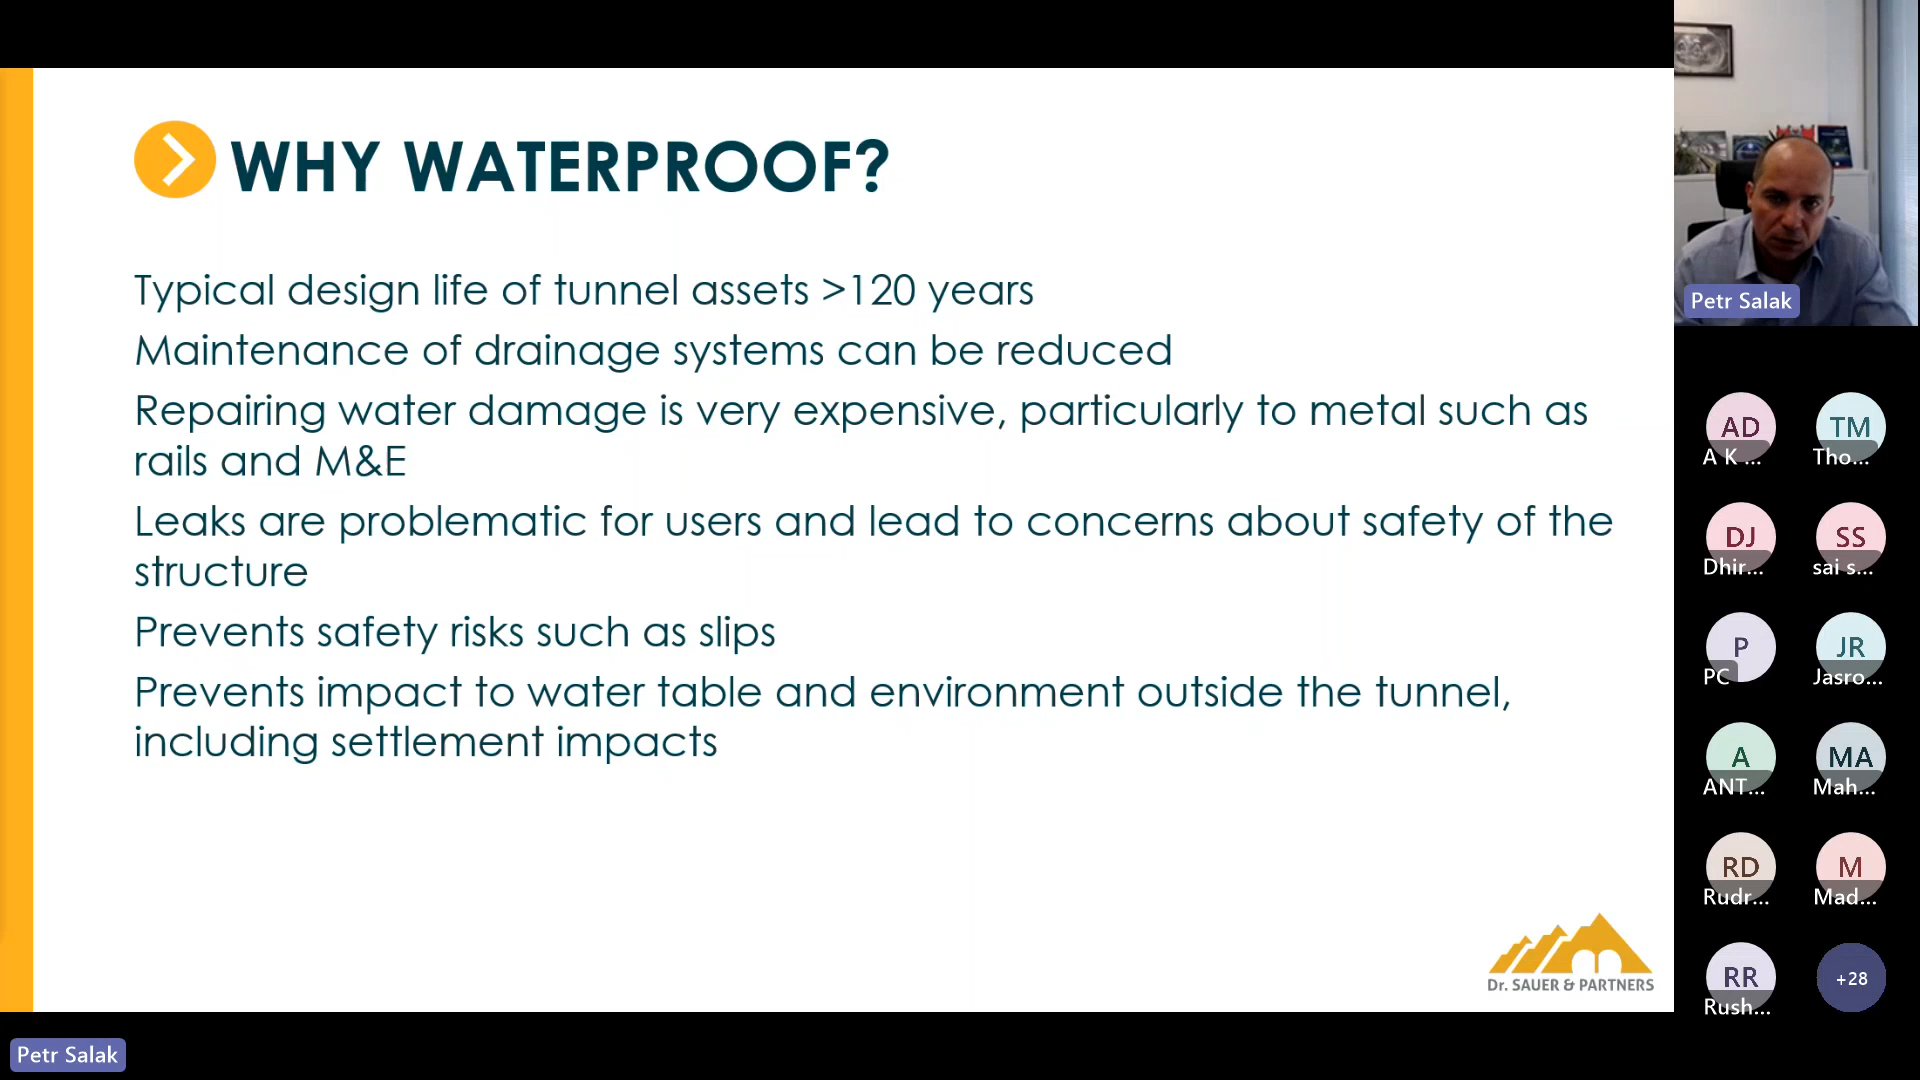 WHY WATERPROOF?
Typical design life of tunnel assets >120 years
Maintenance of drainage systems can be reduced
Repairing water damage is very expensive, particularly to metal such as
rails and M&E
Leaks are problematic for users and lead to concerns about safety of the
structure
Prevents safety risks such as slips
Prevents impact to water table and environment outside the tunnel,
including settlement impacts
Dr. SAUER & PARTNERS
Petr Salak
Petr Salak
AD
A K ...
TM
Tho...
DJ
Dhir...
SS
sai s...
P
PC
JR
Jasro...
A
ANT...
MA
Mah...
RD
Rudr...
M
Mad...
RR
Rush...
+28